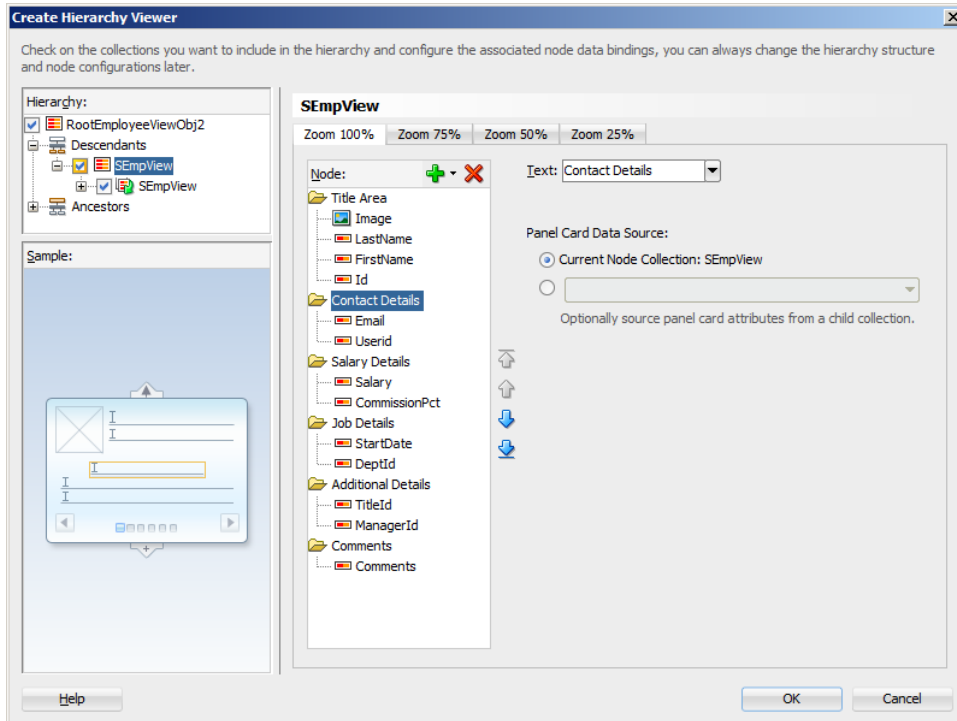 Create Hierarchy Viewer
Check on the collections you want to include in the hierarchy and configure the associated node data bindings, you can always change the hierarchy structure
and node configurations later.
Hierarchy:
RootEmployeeViewObj2
Descendants
SEmpView
SEmpView
Ancestors
Sample:
SEmpView
Zoom 100%
Zoom 75%
Zoom 50%
Zoom 25%
Node:
Title Area
Image
LastName
FirstName
Id
Contact Details
Email
Userid
Salary Details
Salary
CommissionPct
Job Details
StartDate
DeptId
Additional Details
TitleId
ManagerId
Comments
Comments
Text: Contact Details
Panel Card Data Source:
Current Node Collection: SEmpView
Optionally source panel card attributes from a child collection.
Help
OK
Cancel